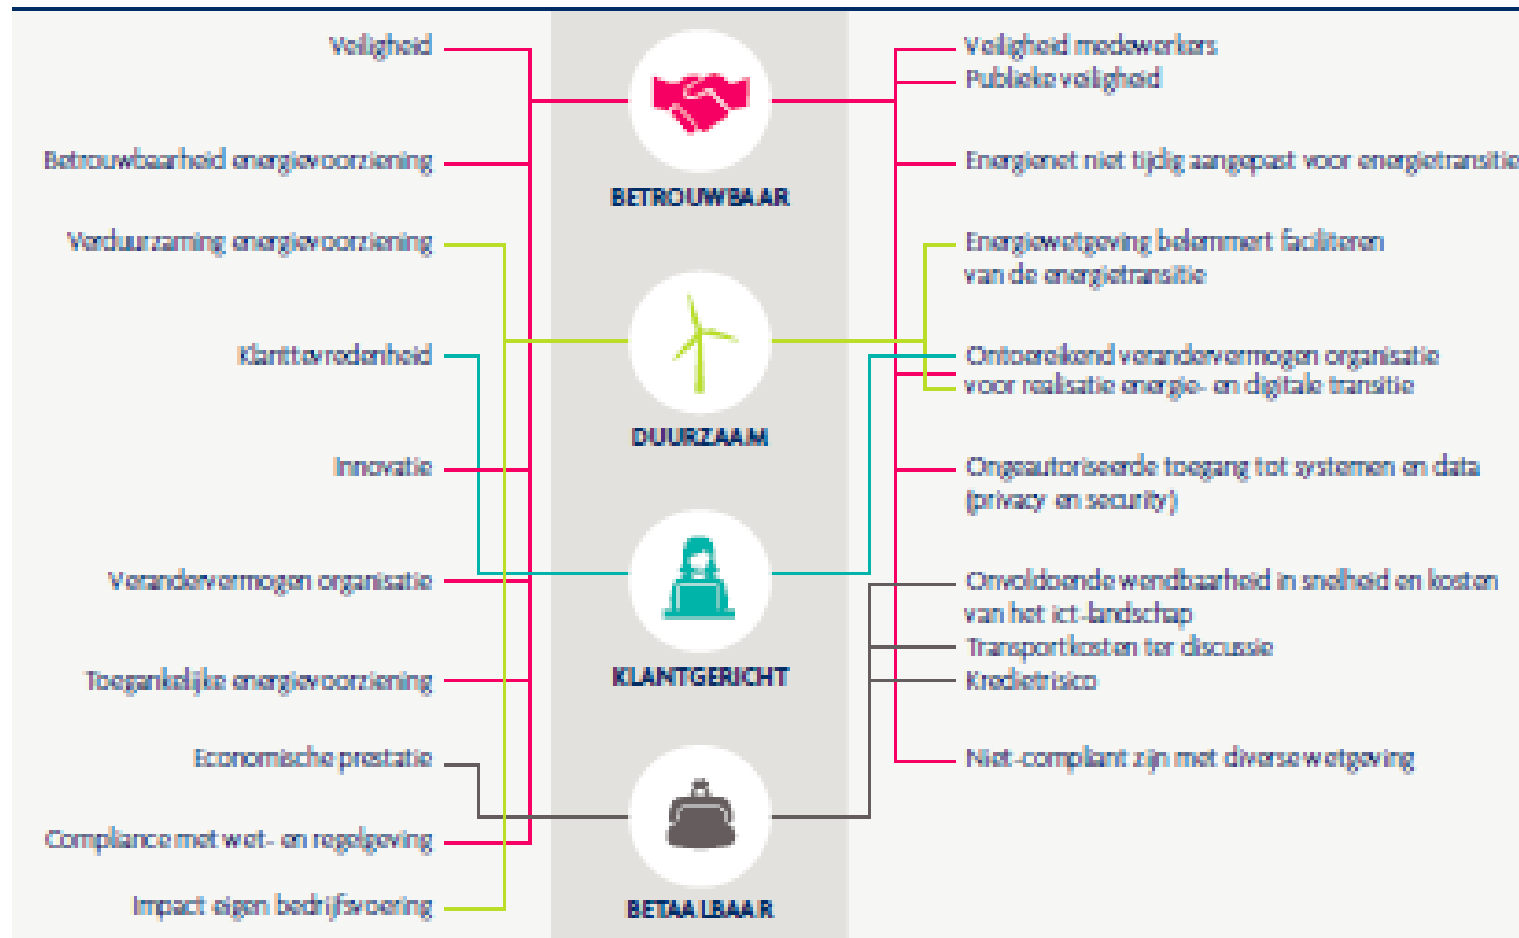 Veiligheid
Betrouwbaarheid energievoorziening
Verduurzaming energievoorziening
Klanttevredenheid
Innovatie
Verandervermogen organisatie
Toegankelijke energievoorziening
Economische prestatie
Compliance met wet- en regelgeving
Impact eigen bedrijfsvoering
BETROUWBAAR
DUURZAAM
KLANTGERICHT
BETAALBAAR
Veiligheid medewerkers
Publieke veiligheid
Energienet niet tijdig aangepast voor energietransitie
Energiewetgeving belemmert faciliteren
van de energietransitie
Ontoereikend verandervermogen organisatie
voor realisatie energie- en digitale transitie
Ongeautoriseerde toegang tot systemen en data
(privacy en security)
Onvoldoende wendbaarheid in snelheid en kosten
van het ict-landschap
Transportkosten ter discussie
Kredietrisico
Niet-compliant zijn met diverse wetgeving